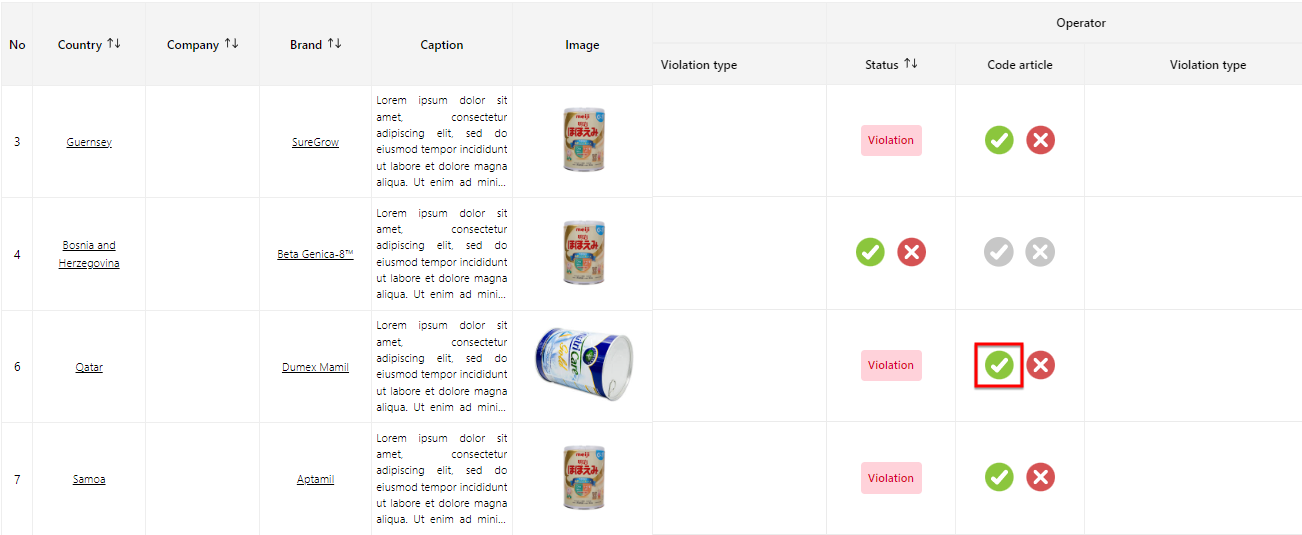 Operator
No Country ↑↓ Company ↑↓ Brand ↑↓ Caption Image Violation type Status ↑↓ Code article Violation type
Lorem ipsum dolor sit
amet, consectetur
adipiscing elit, sed do
3 Guernsey SureGrow eiusmod tempor incididunt meiji ほほえみ Violation
ut labore et dolore magna
aliqua. Ut enim ad mini...
Lorem ipsum dolor sit
amet, consectetur
Bosnia and adipiscing elit, sed do
4 Herzegovina Beta Genica-8™ eiusmod tempor incididunt meiji ほほえみ
ut labore et dolore magna
aliqua. Ut enim ad mini...
Lorem ipsum dolor sit
amet, consectetur
adipiscing elit, sed do
6 Qatar Dumex Mamil eiusmod tempor incididunt Violation
ut labore et dolore magna
aliqua. Ut enim ad mini...
Lorem ipsum dolor sit
amet, consectetur
adipiscing elit, sed do
7 Samoa Aptamil eiusmod tempor incididunt meiji ほほえみ Violation
ut labore et dolore magna
aliqua. Ut enim ad mini...